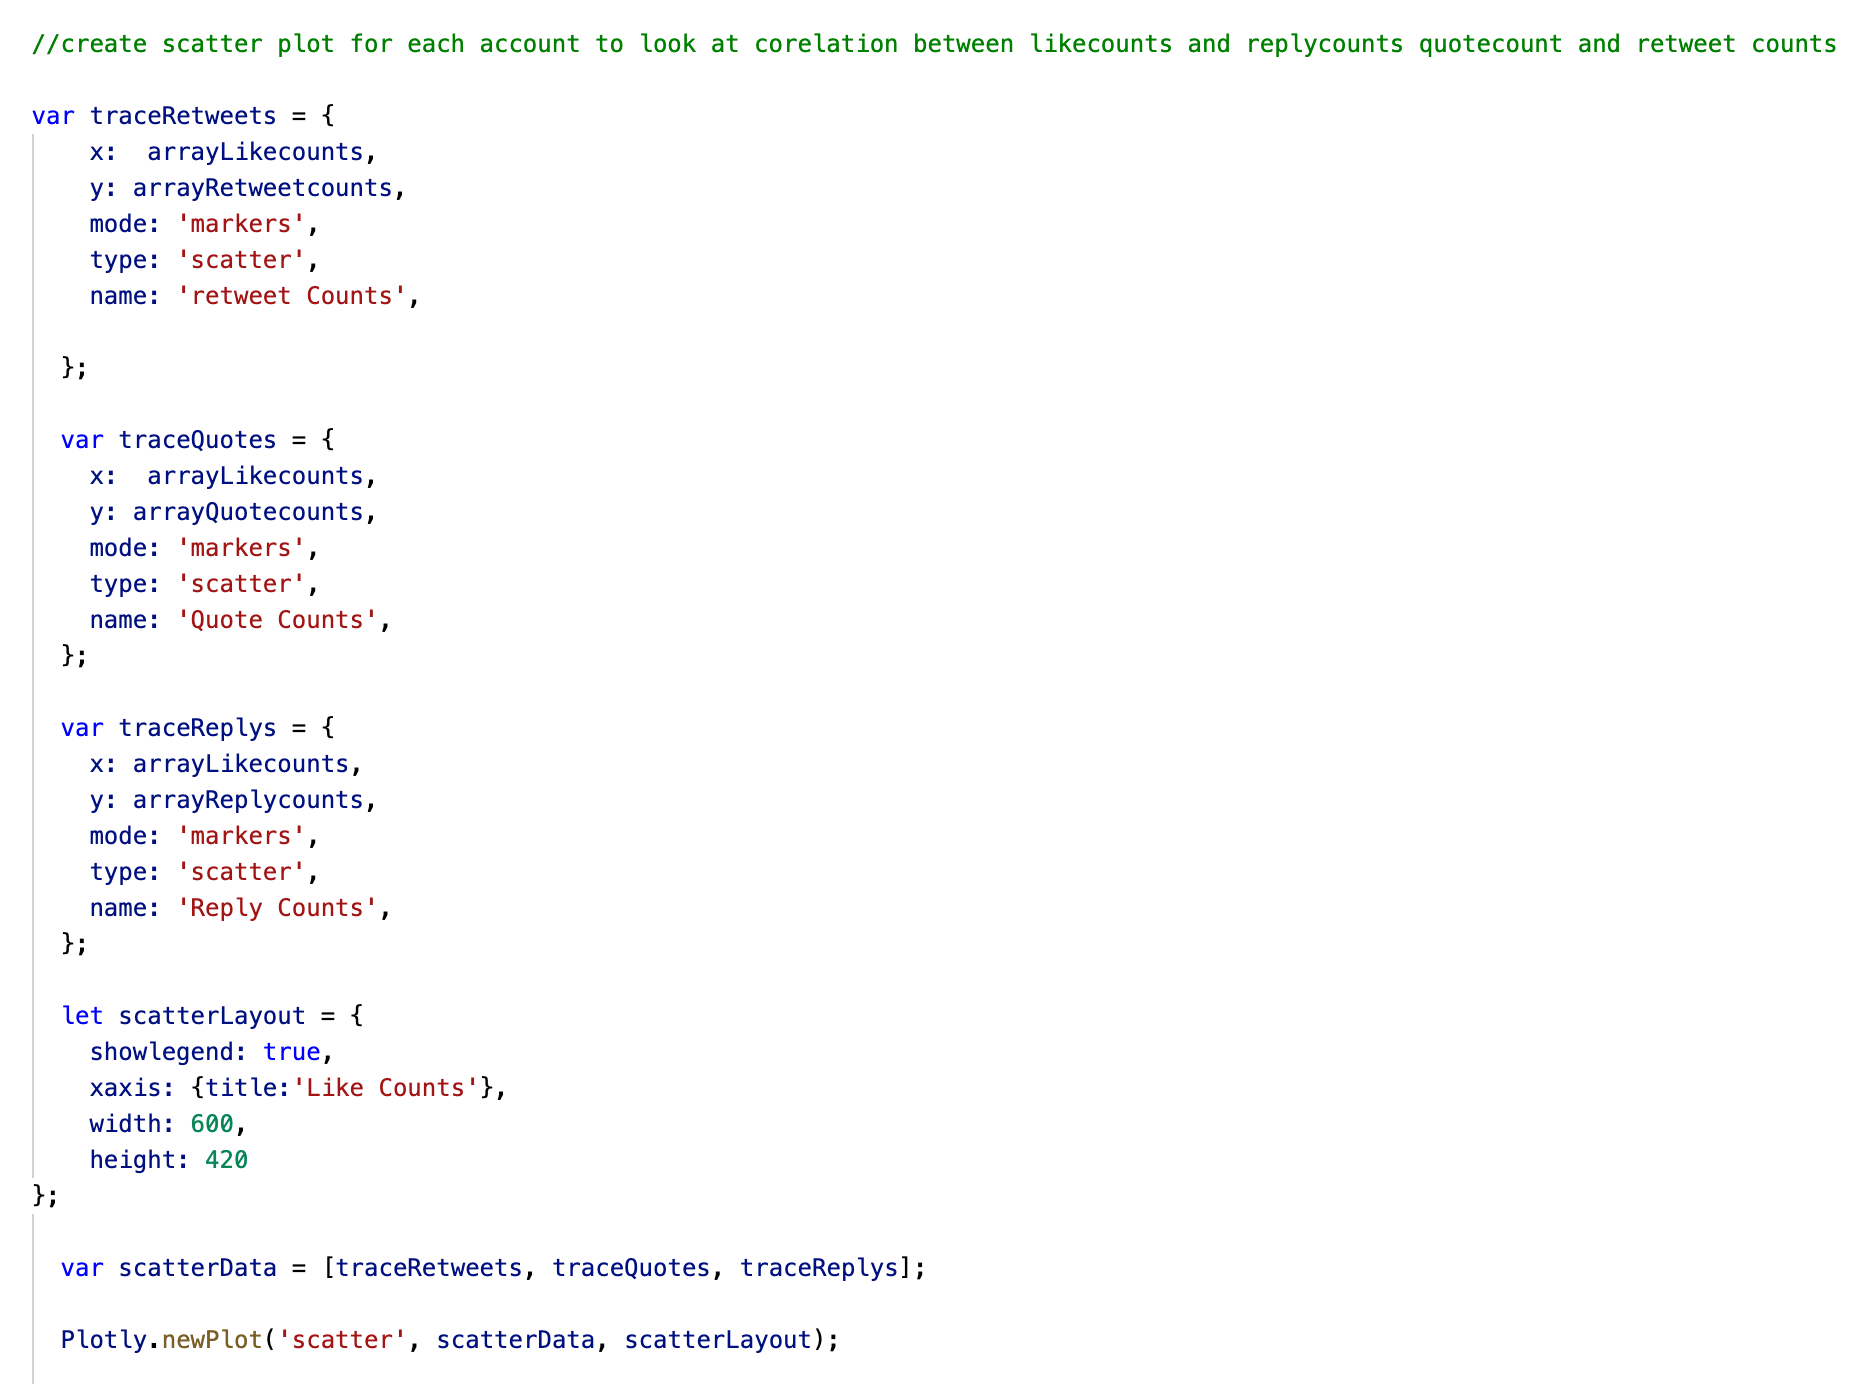 //create scatter plot for each account to look at corelation between likecounts and replycounts quotecount and retweet counts
var traceRetweets = {
x:  arrayLikecounts,
y: arrayRetweetcounts,
mode: 'markers',
type: 'scatter',
name: 'retweet Counts',
};
var traceQuotes = {
x:  arrayLikecounts,
y: arrayQuotecounts,
mode: 'markers',
type: 'scatter',
name: 'Quote Counts',
};
var traceReplys = {
x: arrayLikecounts,
y: arrayReplycounts,
mode: 'markers',
type: 'scatter',
name: 'Reply Counts',
};
let scatterLayout = {
showlegend: true,
xaxis: {title:'Like Counts'},
width: 600,
height: 420
};
var scatterData = [traceRetweets, traceQuotes, traceReplys];
Plotly.newPlot('scatter', scatterData, scatterLayout);